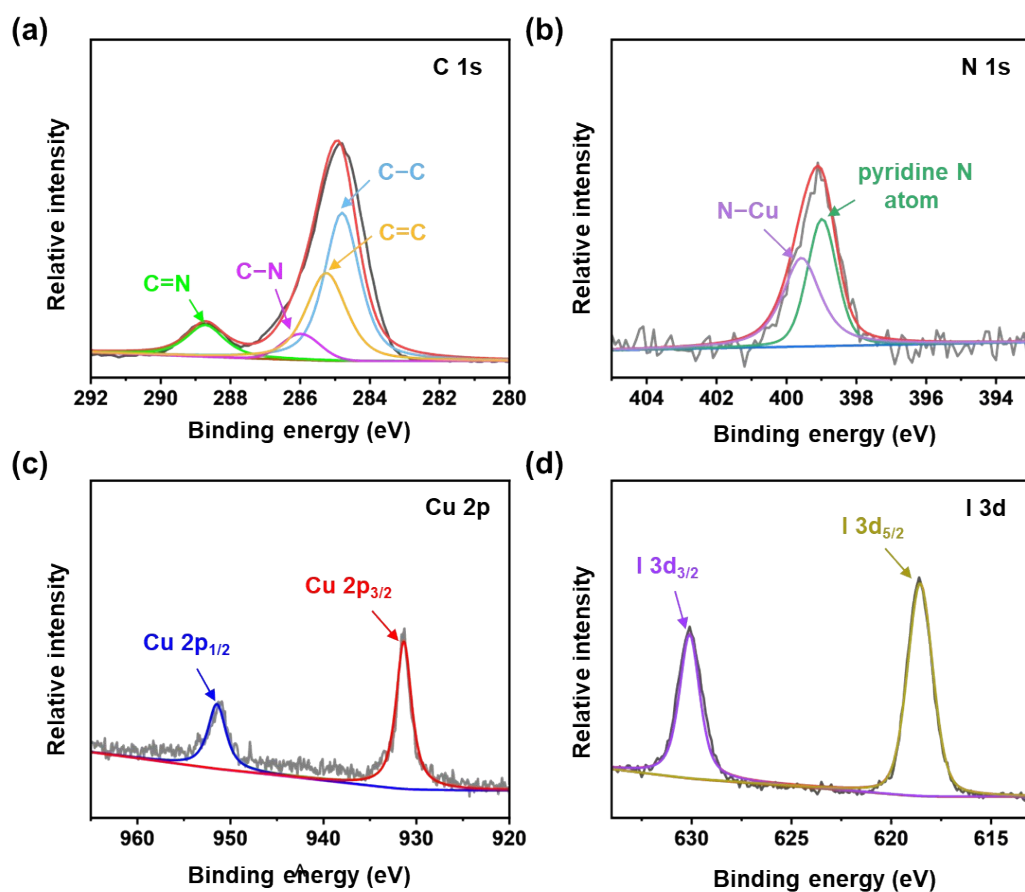 (a)
C 1s
Relative intensity
C−C
C=C
C−N
C=N
292 290 288 286 284 282 280
Binding energy (eV)
(b)
N 1s
Relative intensity
pyridine N
atom
N−Cu
404 402 400 398 396 394
Binding energy (eV)
(c)
Cu 2p
Relative intensity
Cu 2p3/2
Cu 2p1/2
960 950 940 930 920
Binding energy (eV)
(d)
I 3d
Relative intensity
I 3d5/2
I 3d3/2
630 625 620 615
Binding energy (eV)